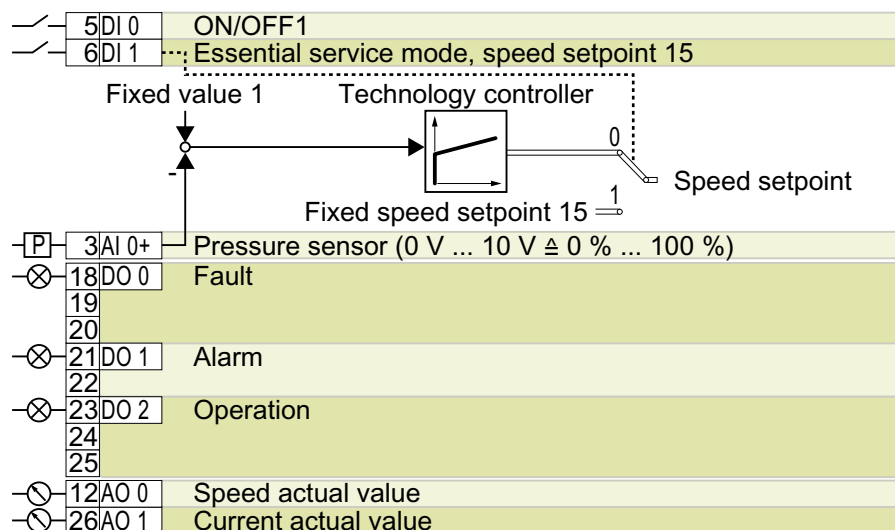 5 DI 0 ON/OFF1
6 DI 1 Essential service mode, speed setpoint 15
Fixed value 1 Technology controller
0
-
Speed setpoint
1
Fixed speed setpoint 15
P 3 AI 0+ Pressure sensor (0 V ... 10 V ≙ 0 % ... 100 %)
18 DO 0 Fault
19
20
21 DO 1 Alarm
22
23 DO 2 Operation
24
25
12 AO 0 Speed actual value
26 AO 1 Current actual value